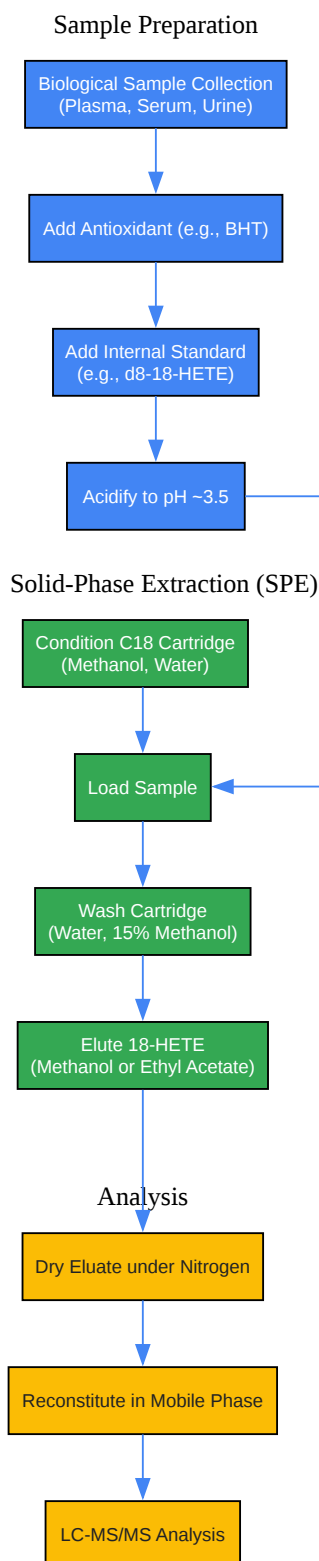 Sample Preparation
Biological Sample Collection
(Plasma, Serum, Urine)
Add Antioxidant (e.g., BHT)
Add Internal Standard
(e.g., d8-18-HETE)
Acidify to pH ~3.5
Solid-Phase Extraction (SPE)
Condition C18 Cartridge
(Methanol, Water)
Load Sample
Wash Cartridge
(Water, 15% Methanol)
Elute 18-HETE
(Methanol or Ethyl Acetate)
Analysis
Dry Eluate under Nitrogen
Reconstitute in Mobile Phase
LC-MS/MS Analysis